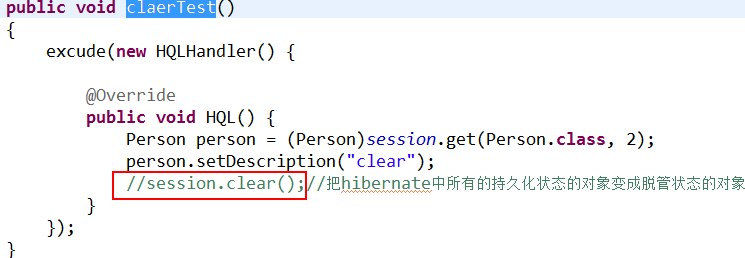 public void claerTest()
{
excude(new HQLHandler() {
@Override
public void HQL() {
Person person = (Person)session.get(Person.class, 2);
person.setDescription("clear");
//session.clear();//把hibernate中所有的持久化状态的对象变成脱管状态的对象
}
});
}